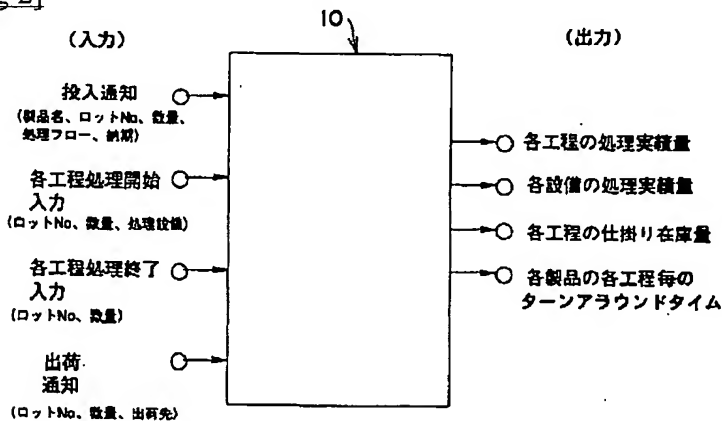 10
(入力)
(出力)
投入通知
(製品名、ロットNo、数量、
処理フロー、納期)
各工程処理開始
入力
(ロットNo、数量、処理設備)
各工程処理終了
入力
(ロットNo、数量)
出荷
通知
(ロットNo、数量、出荷先)
各工程の処理実績量
各設備の処理実績量
各工程の仕掛り在庫量
各製品の各工程毎の
ターンアラウンドタイム